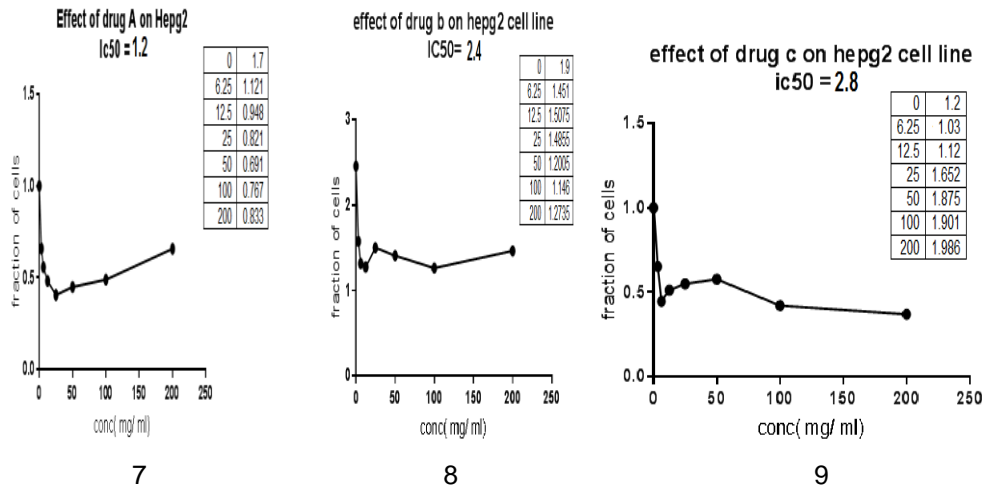 Effect of drug A on Hepg2
Ic50 = 1.2
0 1.7
6.25 1.121
12.5 0.948
25 0.821
50 0.691
100 0.767
200 0.833
1.5
1.0
0.5
0.0
fraction of cells
0 50 100 150 200 250
conc( mg/ ml)
7
effect of drug b on hepg2 cell line
IC50= 2.4
0 1.9
6.25 1.451
12.5 1.5075
25 1.4855
50 1.2005
100 1.146
200 1.2735
3
2
1
0
fraction of cells
0 50 100 150 200 250
conc( mg/ ml)
8
effect of drug c on hepg2 cell line
ic50 = 2.8
0 1.2
6.25 1.03
12.5 1.12
25 1.652
50 1.875
100 1.901
200 1.986
1.5
1.0
0.5
0.0
fraction of cells
0 50 100 150 200 250
conc( mg/ ml)
9